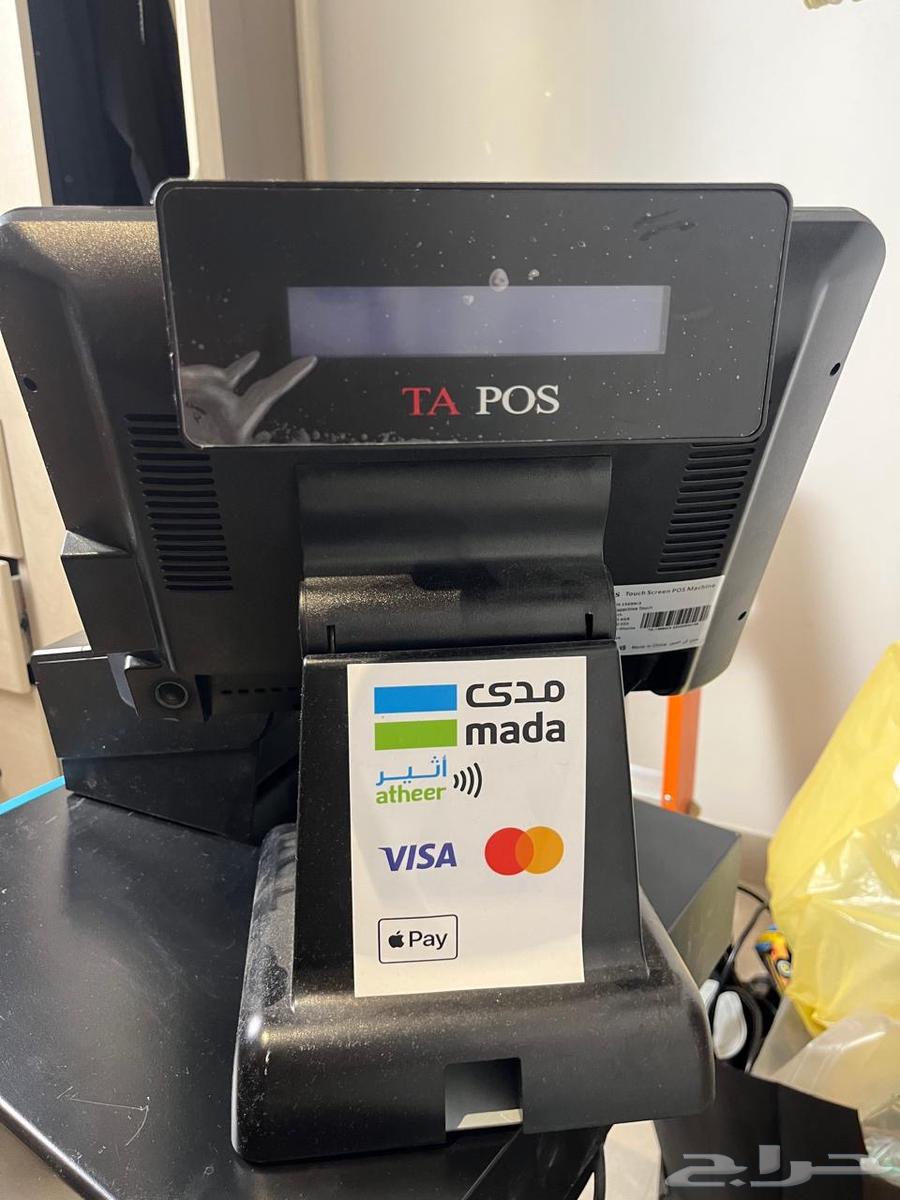 TA POS
Touch Screen POS Machine
مدى
mada
أثير
atheer
VISA
Pay
Made in China
حراج